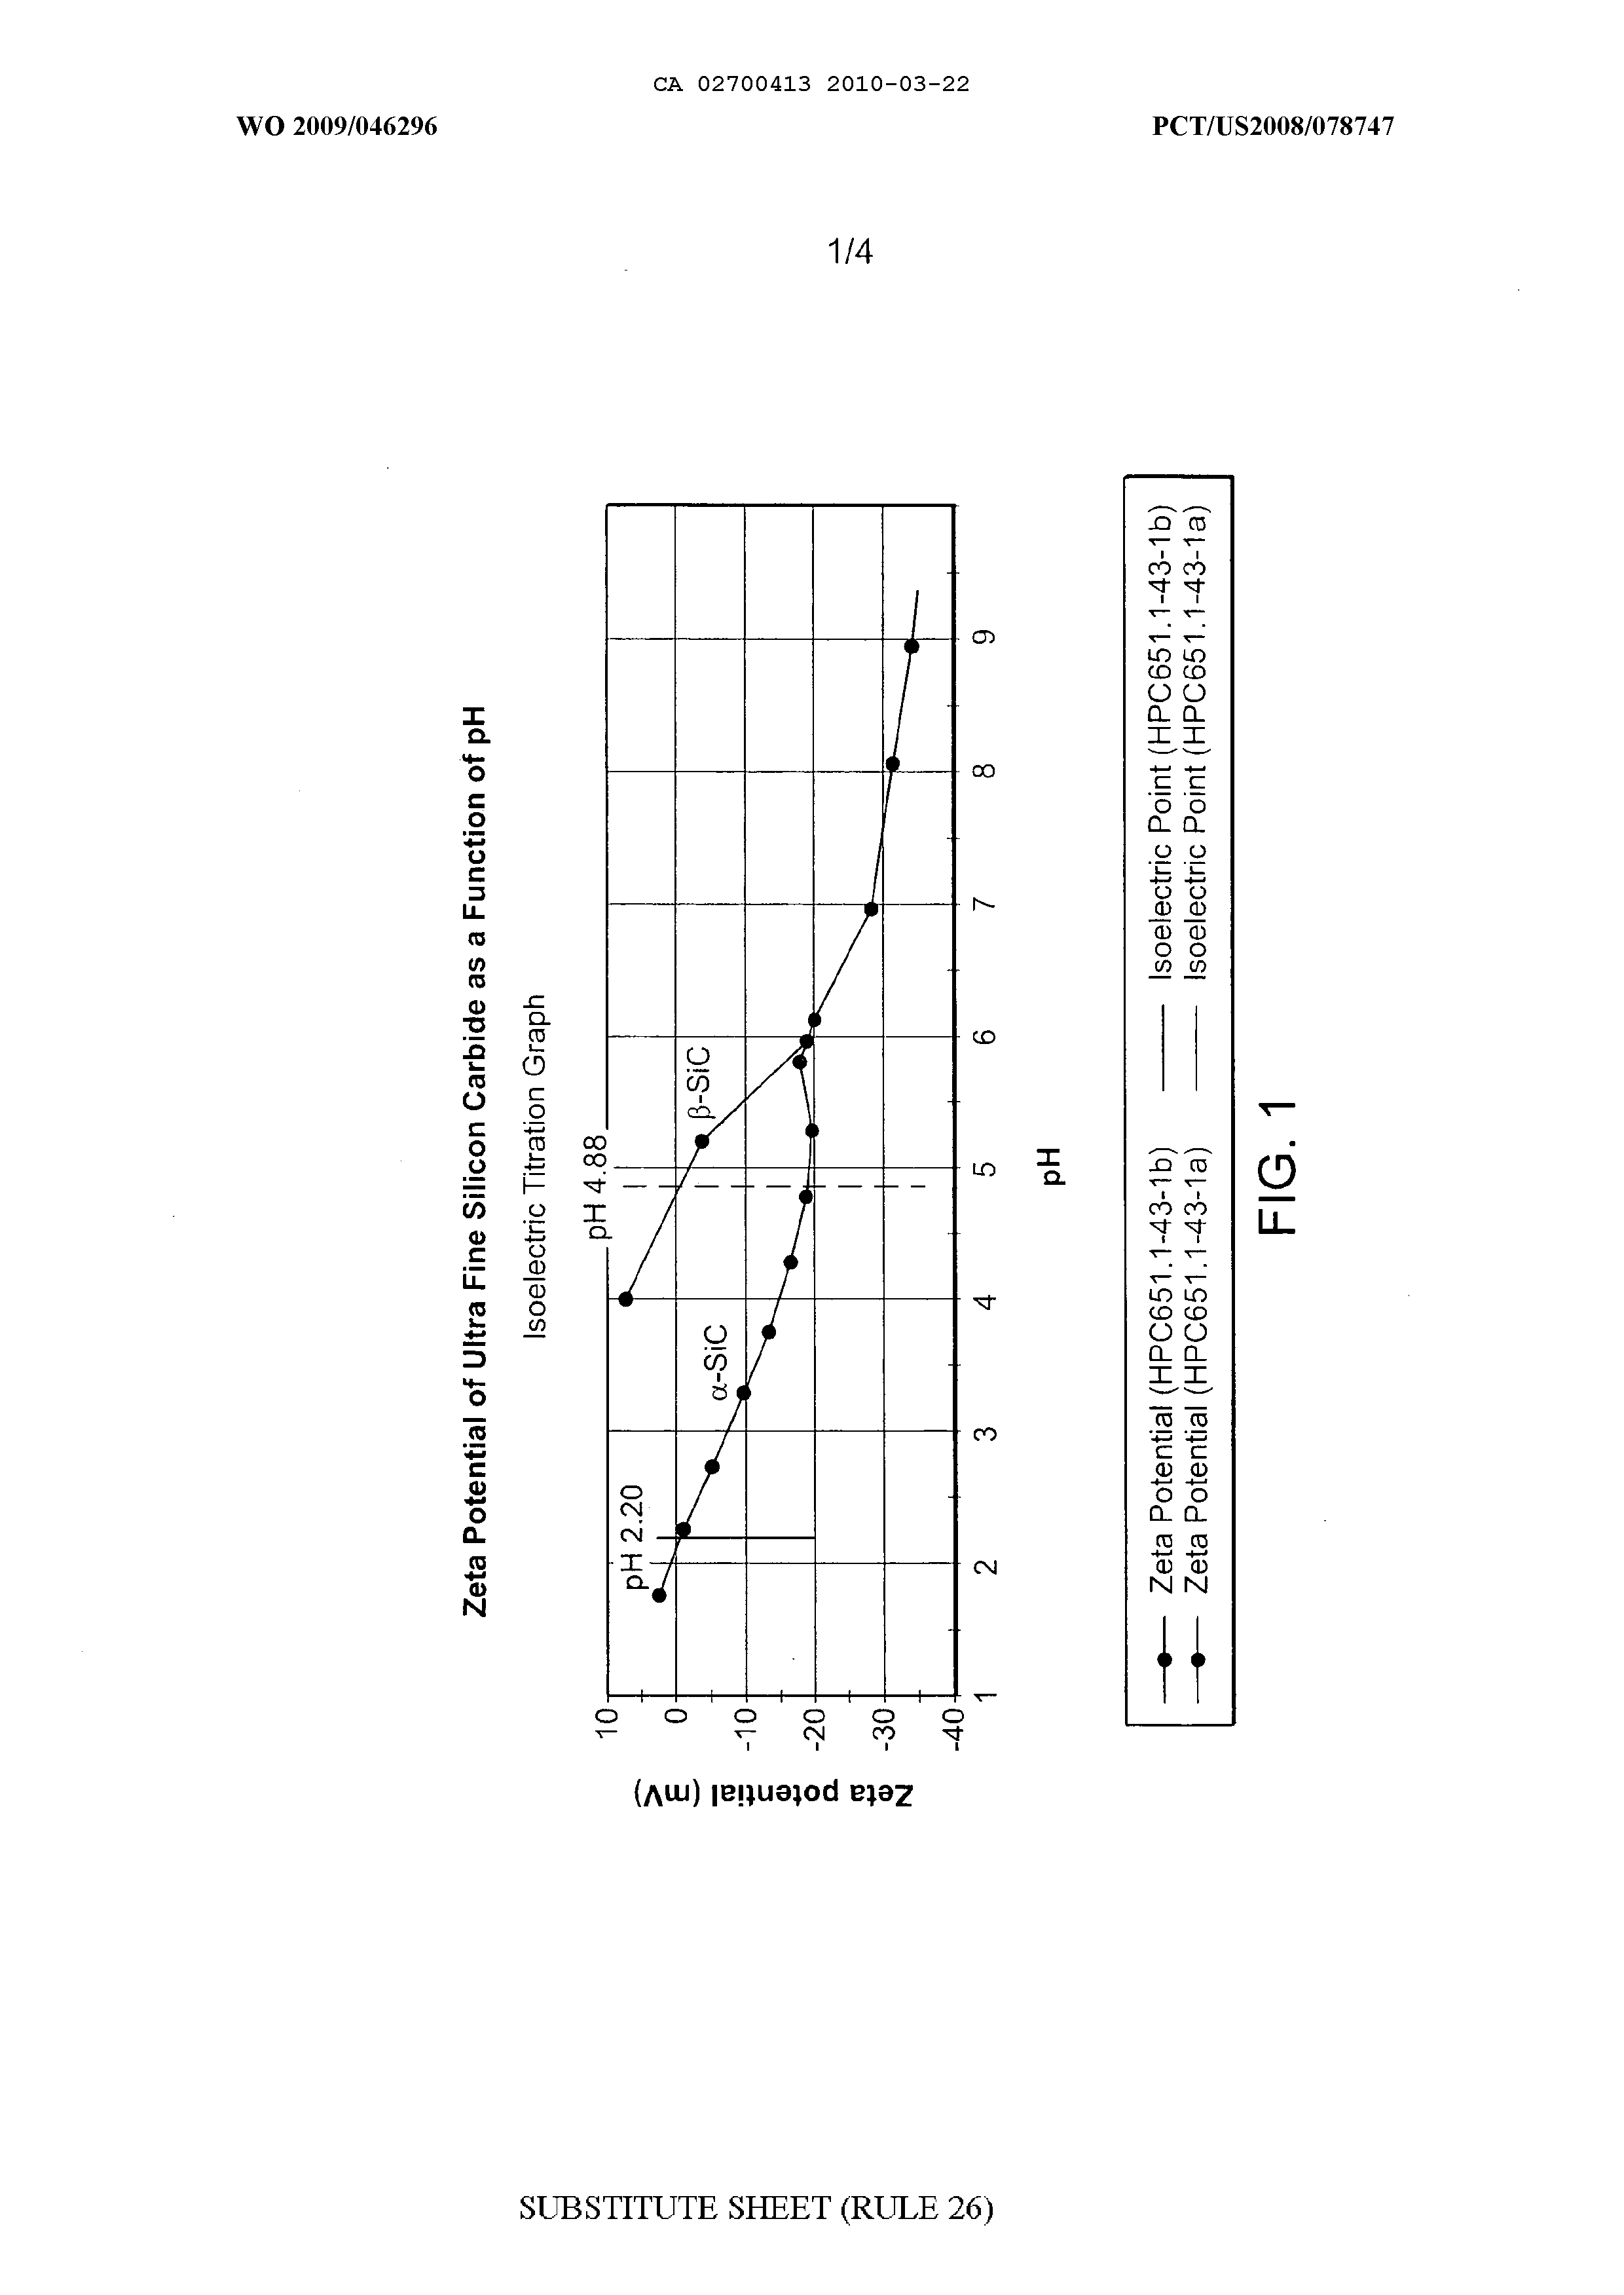 CA 02700413 2010-03-22
WO 2009/046296
PCT/US2008/078747
1/4
Zeta Potential of Ultra Fine Silicon Carbide as a Function of pH
Isoelectric Titration Graph
pH 4.88
pH 2.20
β-SiC
α-SiC
Zeta potential (mV)
10
0
-10
-20
-30
-40
1 2 3 4 5 6 7 8 9
pH
Zeta Potential (HPC651.1-43-1b) Isoelectric Point (HPC651.1-43-1b)
Zeta Potential (HPC651.1-43-1a) Isoelectric Point (HPC651.1-43-1a)
FIG. 1
SUBSTITUTE SHEET (RULE 26)